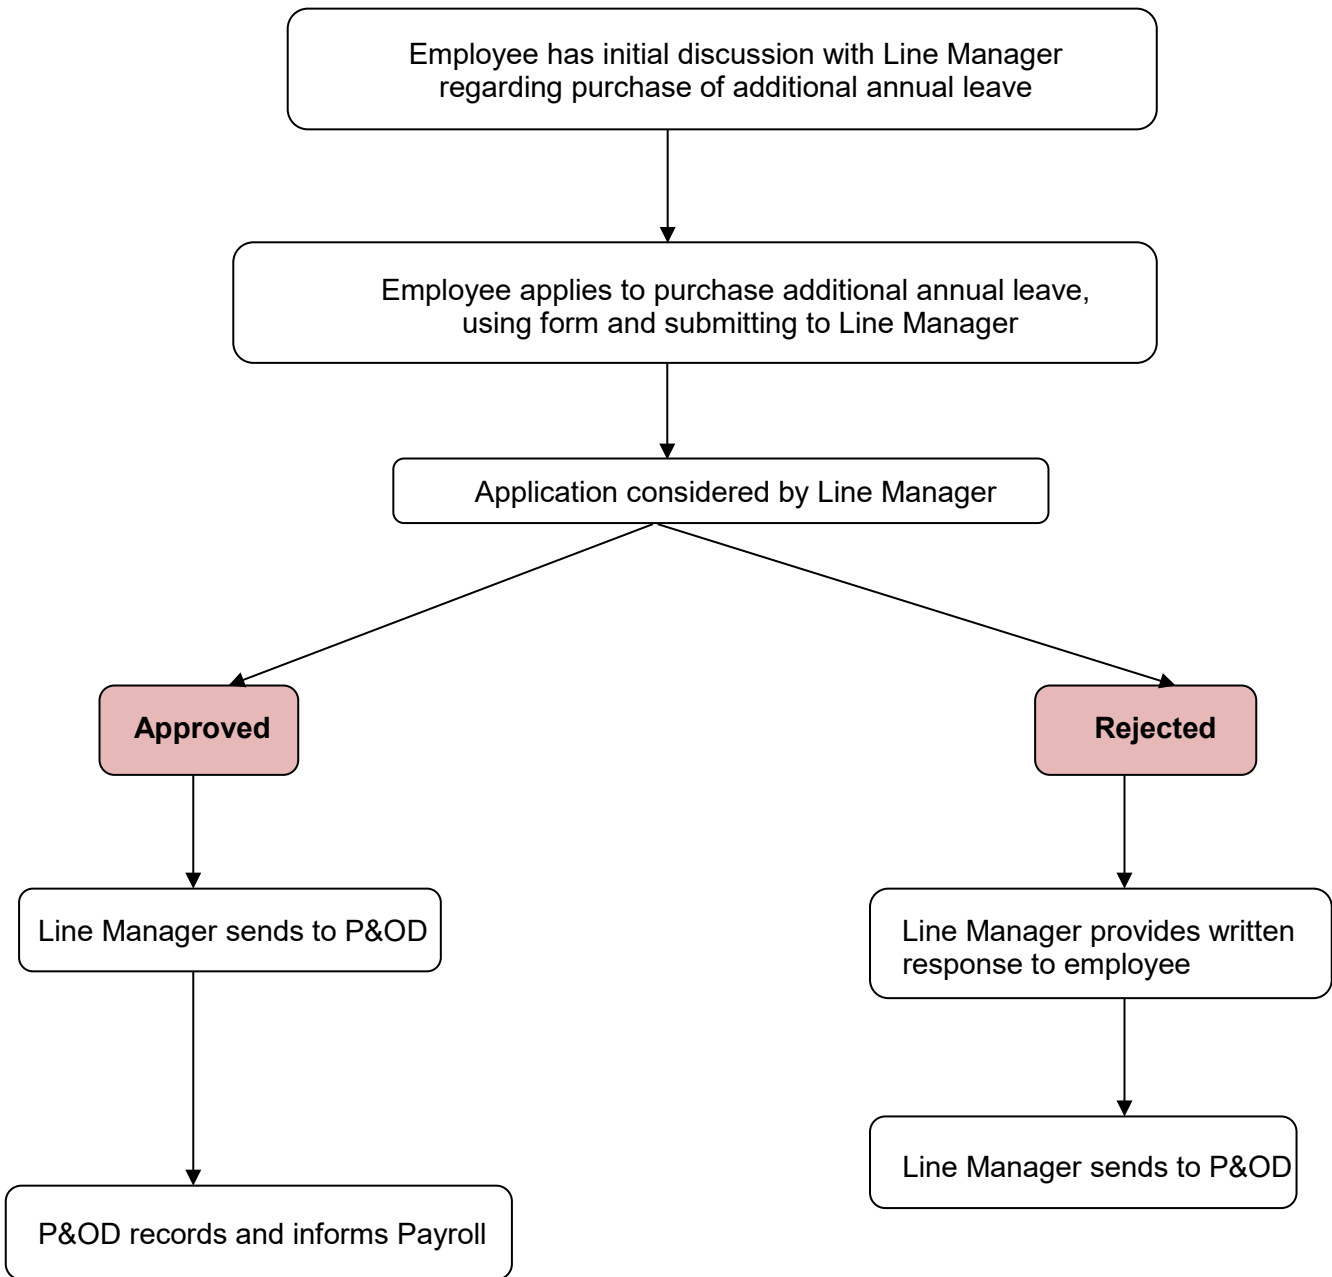 Employee has initial discussion with Line Manager
regarding purchase of additional annual leave
Employee applies to purchase additional annual leave,
using form and submitting to Line Manager
Application considered by Line Manager
Approved
Rejected
Line Manager sends to P&OD
Line Manager provides written
response to employee
Line Manager sends to P&OD
P&OD records and informs Payroll